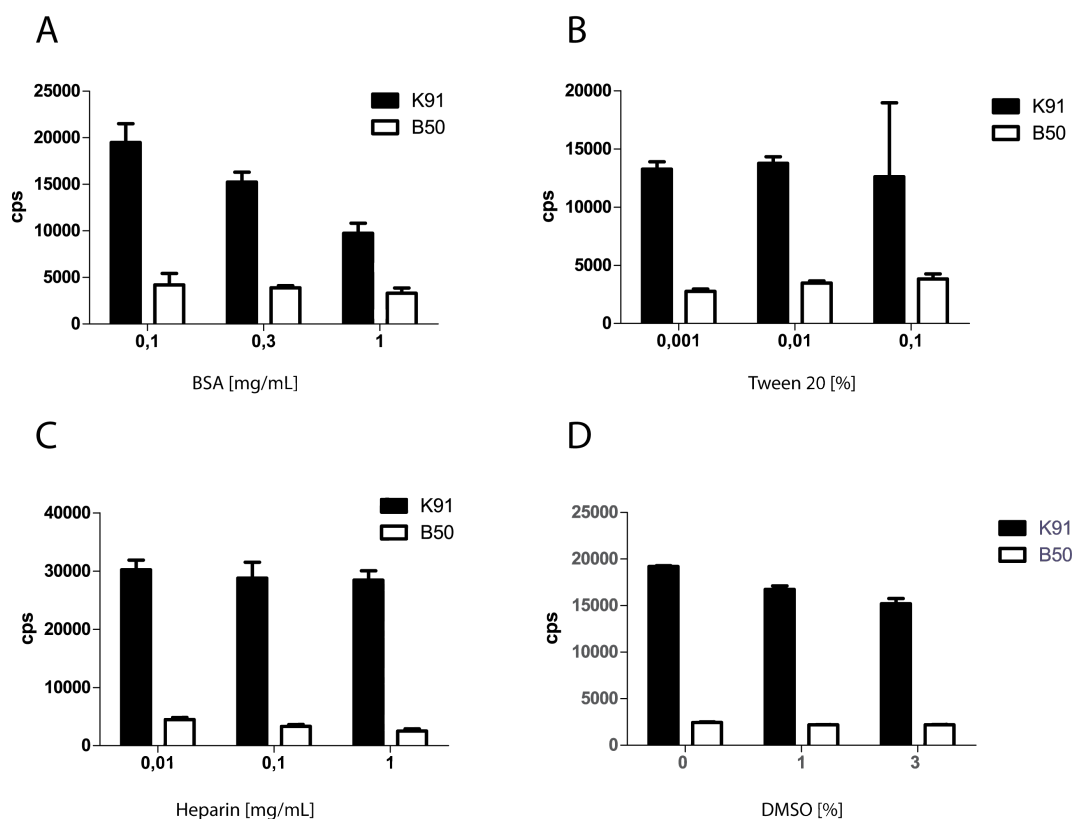 A
25000
20000
15000
10000
5000
0
cps
K91
B50
0,1 0,3 1
BSA [mg/mL]
B
20000
15000
10000
5000
0
cps
K91
B50
0,001 0,01 0,1
Tween 20 [%]
C
40000
30000
20000
10000
0
cps
K91
B50
0,01 0,1 1
Heparin [mg/mL]
D
25000
20000
15000
10000
5000
0
cps
K91
B50
0 1 3
DMSO [%]